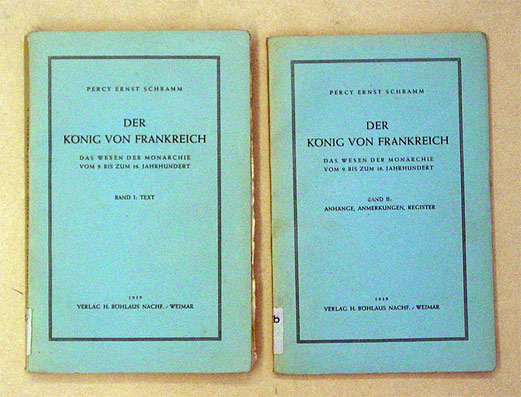 PERCY ERNST SCHRAMM
DER
KÖNIG VON FRANKREICH
DAS WESEN DER MONARCHIE
VOM 9. BIS ZUM 16. JAHRHUNDERT
BAND I: TEXT
1939
VERLAG H. BÖHLAUS NACHF. - WEIMAR
PERCY ERNST SCHRAMM
DER
KÖNIG VON FRANKREICH
DAS WESEN DER MONARCHIE
VOM 9. BIS ZUM 16. JAHRHUNDERT
BAND II:
ANHÄNGE, ANMERKUNGEN, REGISTER
1939
VERLAG H. BÖHLAUS NACHF. - WEIMAR
b